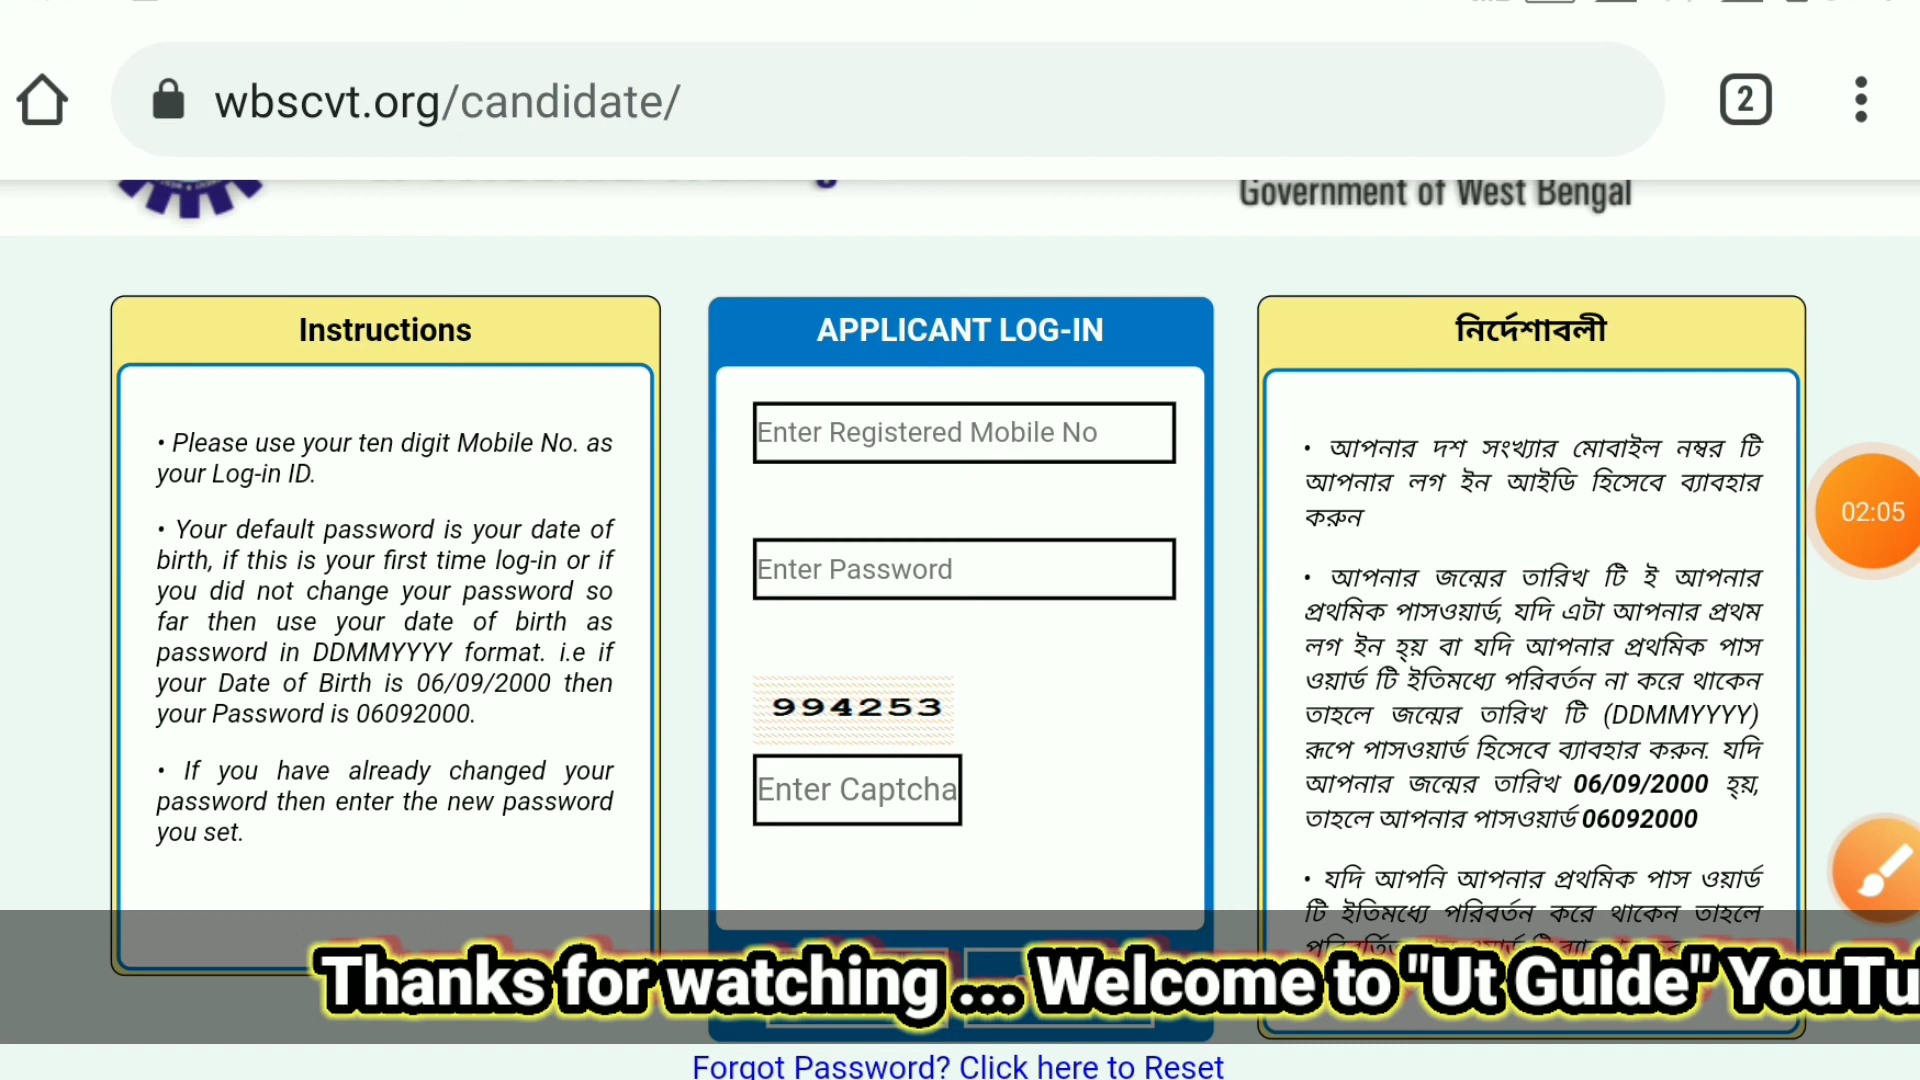 wbscvt.org/candidate/
2
Government of West Bengal
Instructions
• Please use your ten digit Mobile No. as
your Log-in ID.
• Your default password is your date of
birth, if this is your first time log-in or if
you did not change your password so
far then use your date of birth as
password in DDMMYYYY format. i.e if
your Date of Birth is 06/09/2000 then
your Password is 06092000.
• If you have already changed your
password then enter the new password
you set.
APPLICANT LOG-IN
Enter Registered Mobile No
Enter Password
994253
Enter Captcha
নির্দেশাবলী
• আপনার দশ সংখ্যার মোবাইল নম্বর টি
আপনার লগ ইন আইডি হিসেবে ব্যাবহার
করুন
• আপনার জন্মের তারিখ টি ই আপনার
প্রথমিক পাসওয়ার্ড, যদি এটা আপনার প্রথম
লগ ইন হ্য় বা যদি আপনার প্রথমিক পাস
ওয়ার্ড টি ইতিমধ্যে পরিবর্তন না করে থাকেন
তাহলে জন্মের তারিখ টি (DDMMYYYY)
রূপে পাসওয়ার্ড হিসেবে ব্যাবহার করুন. যদি
আপনার জন্মের তারিখ 06/09/2000 হ্য়,
তাহলে আপনার পাসওয়ার্ড 06092000
• যদি আপনি আপনার প্রথমিক পাস ওয়ার্ড
টি ইতিমধ্যে পরিবর্তন করে থাকেন তাহলে
02:05
Thanks for watching ... Welcome to "Ut Guide" YouTu
Forgot Password? Click here to Reset